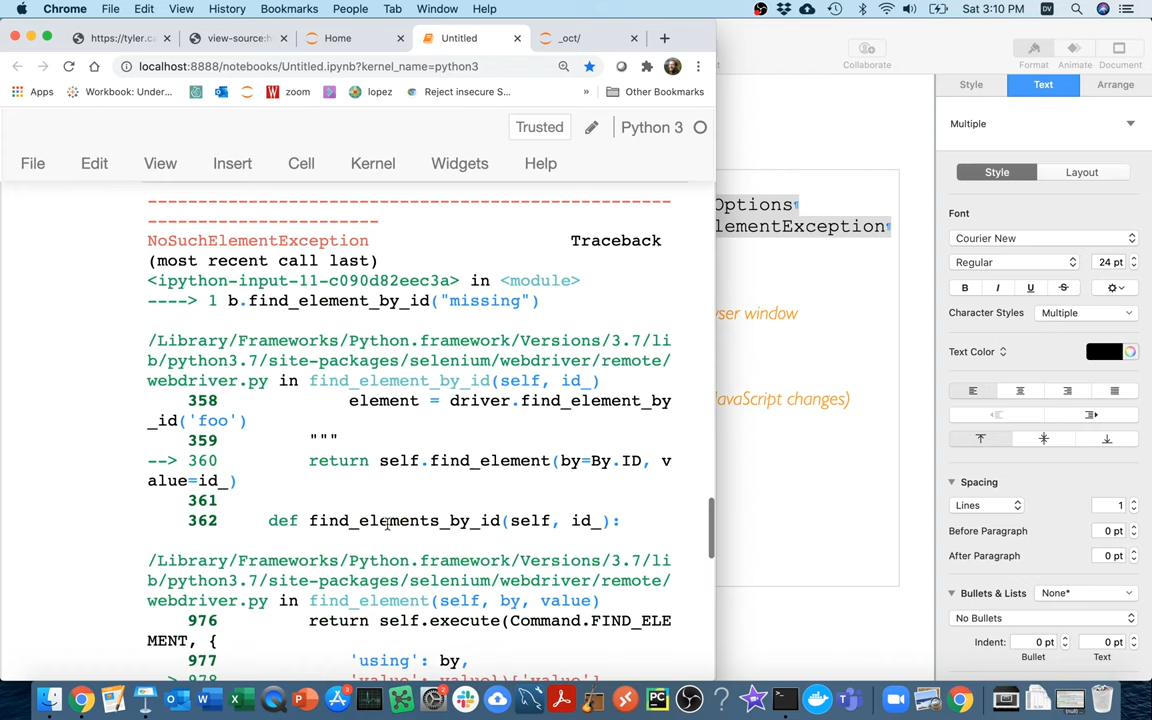 Chrome File Edit View History Bookmarks People Tab Window Help Sat 3:10 PM DV
https://tyler.ca view-source:h Home Untitled _oct/
localhost:8888/notebooks/Untitled.ipynb?kernel_name=python3
Apps Workbook: Under... zoom lopez Reject insecure S... » Other Bookmarks
Trusted Python 3
File Edit View Insert Cell Kernel Widgets Help
----------------------------------------------------
-----------------------
NoSuchElementException Traceback
(most recent call last)
<ipython-input-11-c090d82eec3a> in <module>
----> 1 b.find_element_by_id("missing")
/Library/Frameworks/Python.framework/Versions/3.7/li
b/python3.7/site-packages/selenium/webdriver/remote/
webdriver.py in find_element_by_id(self, id_)
358 element = driver.find_element_by
_id('foo')
359 """
--> 360 return self.find_element(by=By.ID, v
alue=id_)
361
362 def find_elements_by_id(self, id_):
/Library/Frameworks/Python.framework/Versions/3.7/li
b/python3.7/site-packages/selenium/webdriver/remote/
webdriver.py in find_element(self, by, value)
976 return self.execute(Command.FIND_ELE
MENT, {
977 'using': by,
Options¶
lementException¶
wser window
JavaScript changes)
Collaborate
Format Animate Document
Style Text Arrange
Multiple
Style Layout
Font
Courier New
Regular 24 pt
B I U S
Character Styles Multiple
Text Color
Spacing
Lines 1
Before Paragraph 0 pt
After Paragraph 0 pt
Bullets & Lists None*
No Bullets
Indent: 0 pt 0 pt
Bullet Text